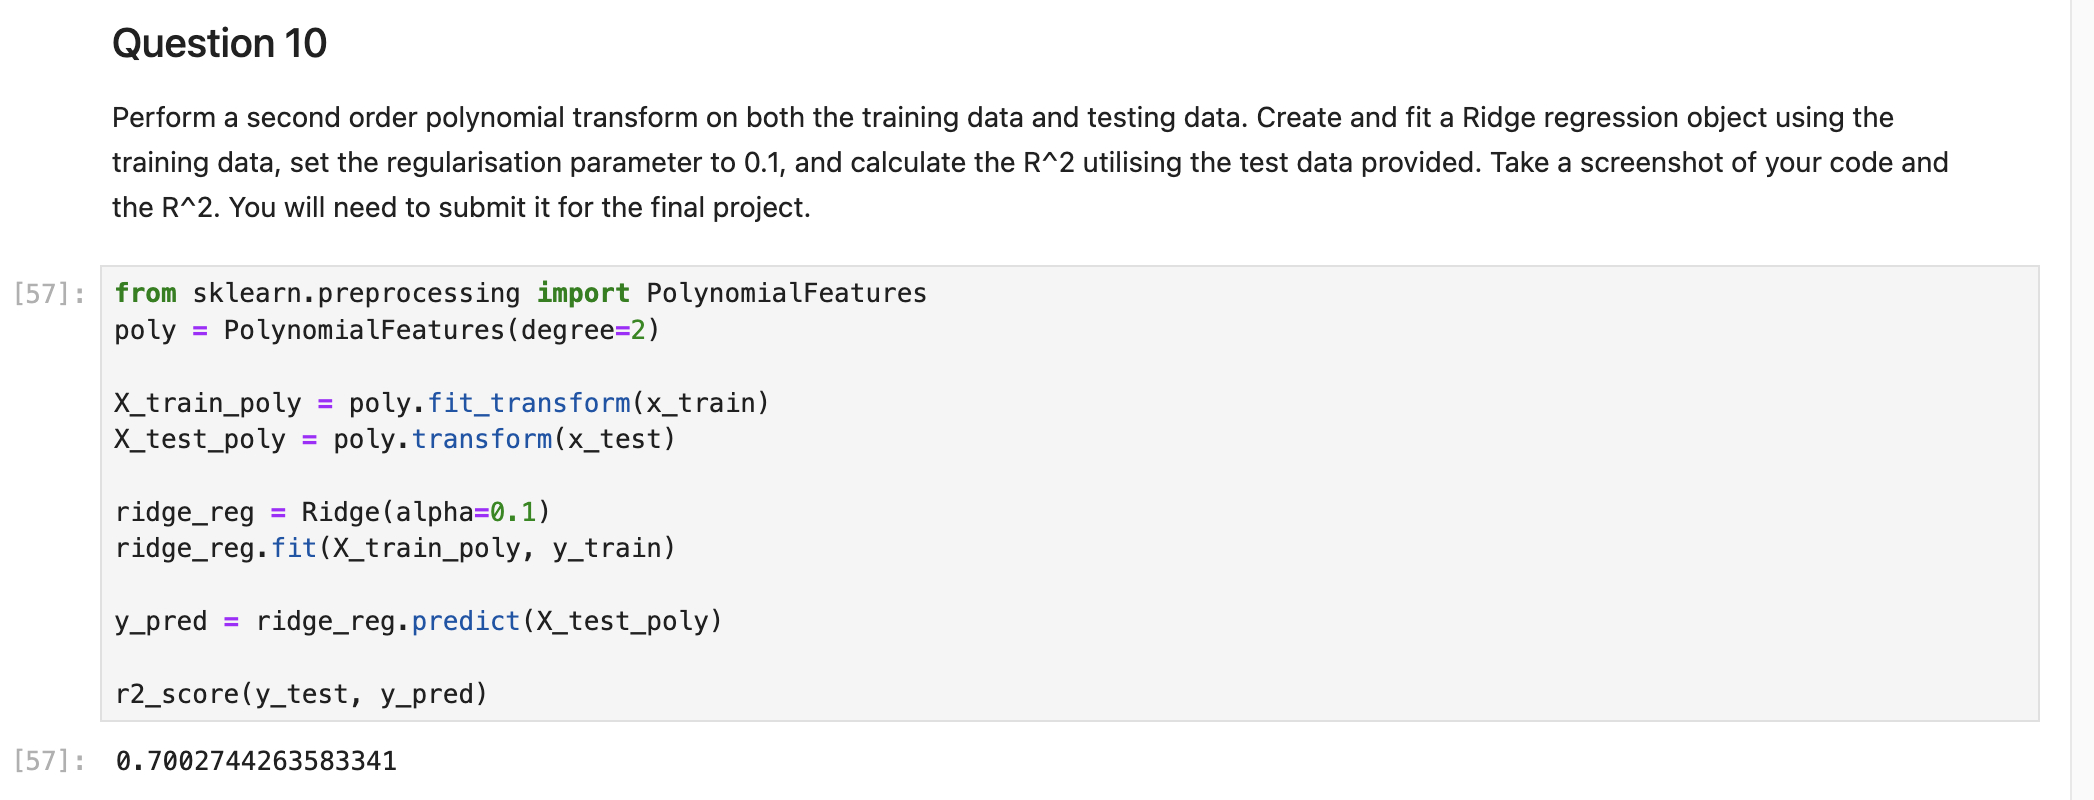 Question 10
Perform a second order polynomial transform on both the training data and testing data. Create and fit a Ridge regression object using the
training data, set the regularisation parameter to 0.1, and calculate the R^2 utilising the test data provided. Take a screenshot of your code and
the R^2. You will need to submit it for the final project.
[57]: from sklearn.preprocessing import PolynomialFeatures
poly = PolynomialFeatures(degree=2)
X_train_poly = poly.fit_transform(x_train)
X_test_poly = poly.transform(x_test)
ridge_reg = Ridge(alpha=0.1)
ridge_reg.fit(X_train_poly, y_train)
y_pred = ridge_reg.predict(X_test_poly)
r2_score(y_test, y_pred)
[57]: 0.7002744263583341